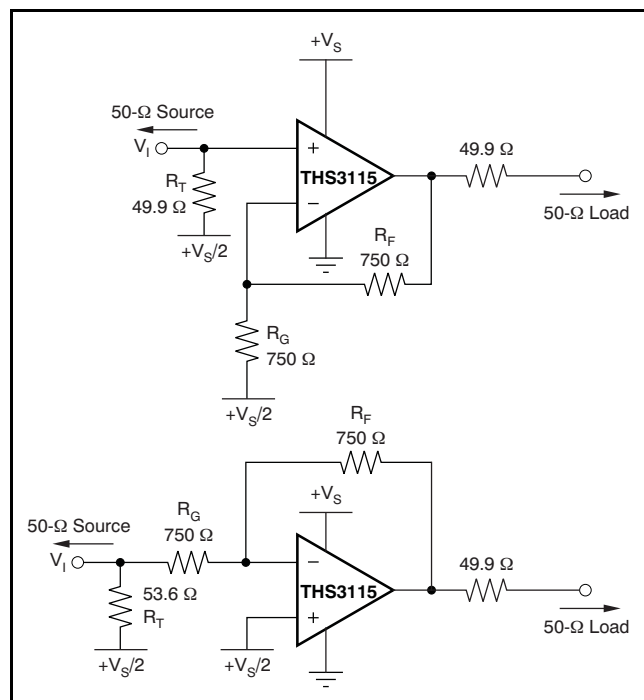 +VS
50-Ω Source
VI
+
THS3115
−
49.9 Ω
50-Ω Load
RT
49.9 Ω
+VS/2
RF
750 Ω
RG
750 Ω
+VS/2
RF
750 Ω
+VS
50-Ω Source
RG
750 Ω
VI
−
THS3115
+
49.9 Ω
50-Ω Load
53.6 Ω
RT
+VS/2
+VS/2